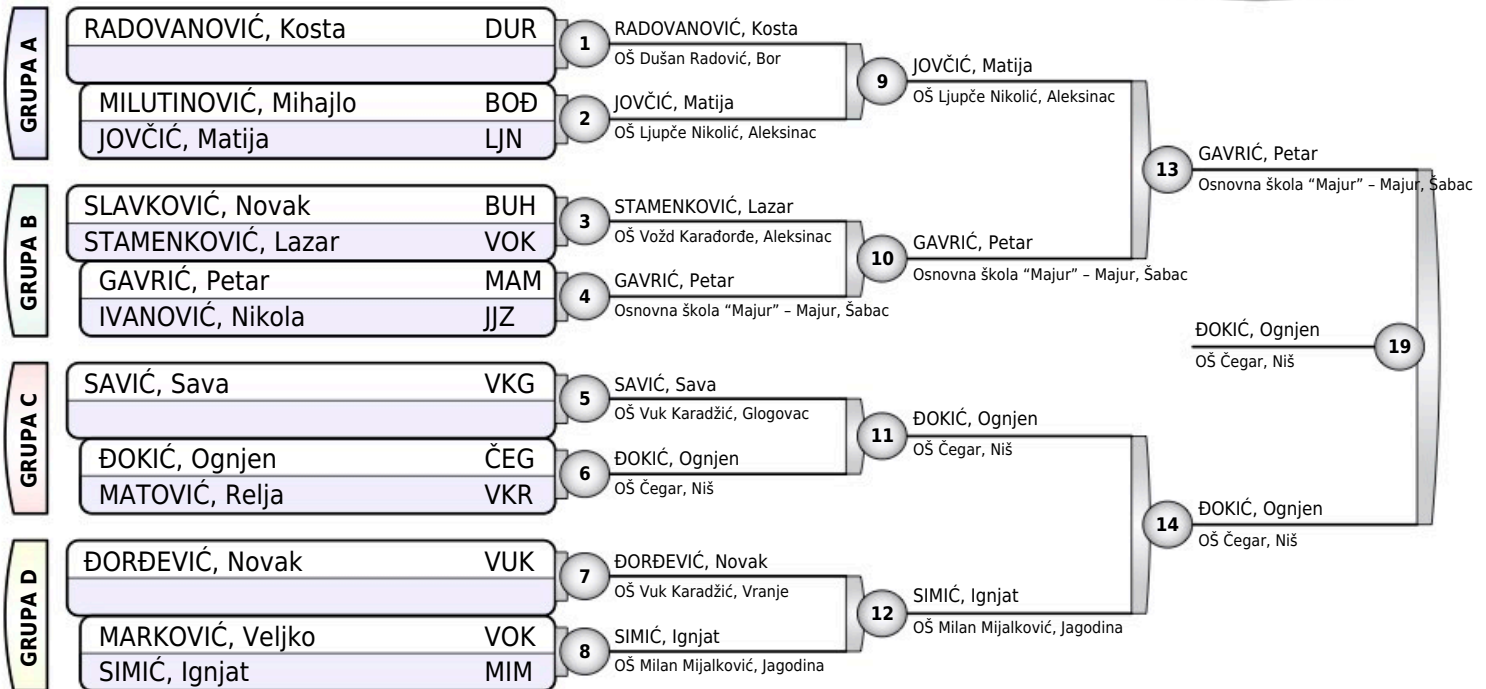 GRUPA A
RADOVANOVIĆ, Kosta DUR
MILUTINOVIĆ, Mihajlo BOĐ
JOVČIĆ, Matija LJN
GRUPA B
SLAVKOVIĆ, Novak BUH
STAMENKOVIĆ, Lazar VOK
GAVRIĆ, Petar MAM
IVANOVIĆ, Nikola JJZ
GRUPA C
SAVIĆ, Sava VKG
ĐOKIĆ, Ognjen ČEG
MATOVIĆ, Relja VKR
GRUPA D
ĐORĐEVIĆ, Novak VUK
MARKOVIĆ, Veljko VOK
SIMIĆ, Ignjat MIM
1 RADOVANOVIĆ, Kosta
OŠ Dušan Radović, Bor
2 JOVČIĆ, Matija
OŠ Ljupče Nikolić, Aleksinac
3 STAMENKOVIĆ, Lazar
OŠ Vožd Karađorđe, Aleksinac
4 GAVRIĆ, Petar
Osnovna škola “Majur” – Majur, Šabac
5 SAVIĆ, Sava
OŠ Vuk Karadžić, Glogovac
6 ĐOKIĆ, Ognjen
OŠ Čegar, Niš
7 ĐORĐEVIĆ, Novak
OŠ Vuk Karadžić, Vranje
8 SIMIĆ, Ignjat
OŠ Milan Mijalković, Jagodina
9 JOVČIĆ, Matija
OŠ Ljupče Nikolić, Aleksinac
10 GAVRIĆ, Petar
Osnovna škola “Majur” – Majur, Šabac
11 ĐOKIĆ, Ognjen
OŠ Čegar, Niš
12 SIMIĆ, Ignjat
OŠ Milan Mijalković, Jagodina
13 GAVRIĆ, Petar
Osnovna škola “Majur” – Majur, Šabac
14 ĐOKIĆ, Ognjen
OŠ Čegar, Niš
ĐOKIĆ, Ognjen 19
OŠ Čegar, Niš